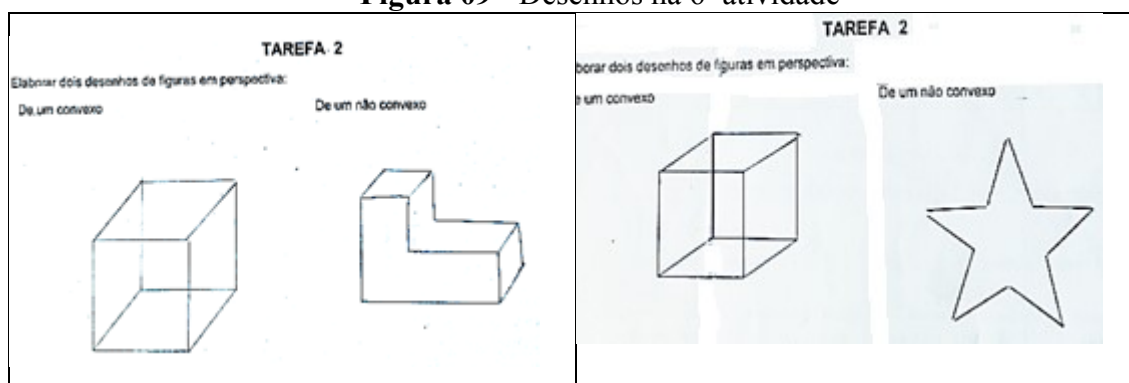 Figura 09 - Desenhos na 6ª atividade
TAREFA 2
Elaborar dois desenhos de figuras em perspectiva:
De um convexo
De um não convexo
TAREFA 2
borar dois desenhos de figuras em perspectiva:
e um convexo
De um não convexo